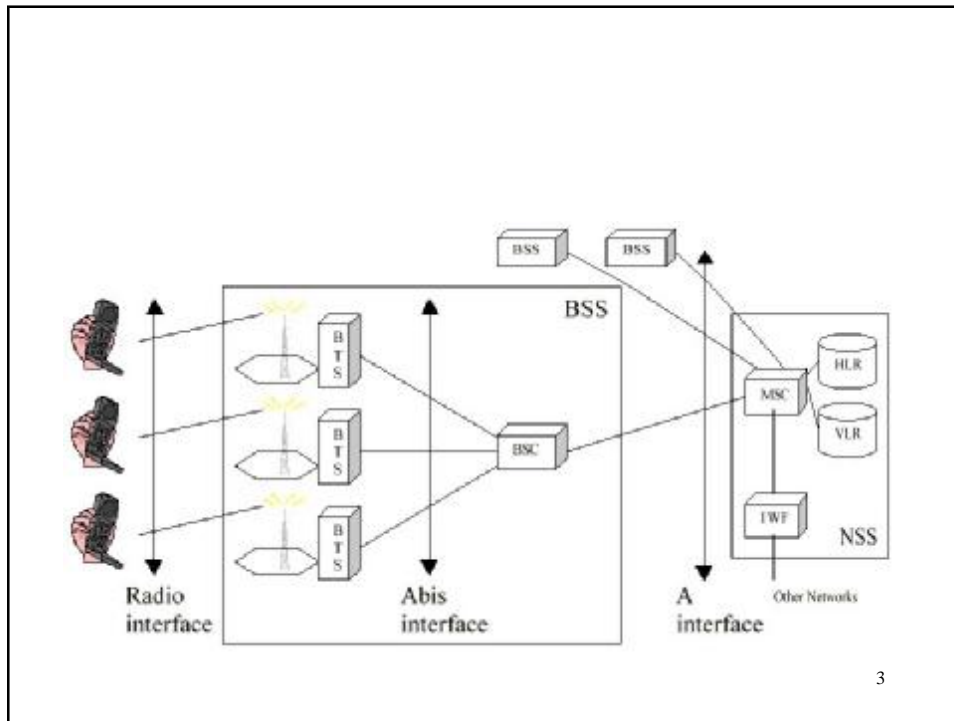 BSS
BSS
BSS
B
T
S
B
T
S
B
T
S
BSC
MSC
HLR
VLR
IWF
NSS
Radio
interface
Abis
interface
A
interface
Other Networks
3